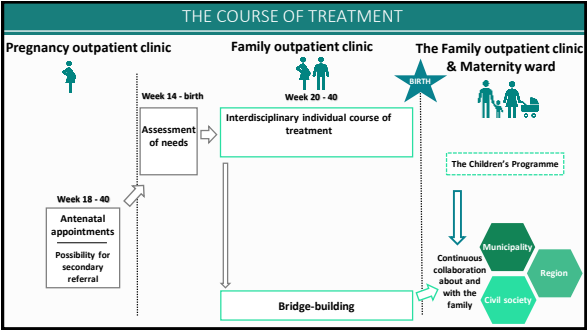 THE COURSE OF TREATMENT
Pregnancy outpatient clinic
Family outpatient clinic
The Family outpatient clinic
& Maternity ward
Week 14 - birth
Week 20 - 40
BIRTH
Assessment
of needs
Interdisciplinary individual course of
treatment
The Children's Programme
Week 18 - 40
Antenatal
appointments
Possibility for
secondary
referral
Continuous
collaboration
about and
with the
family
Municipality
Region
Civil society
Bridge-building